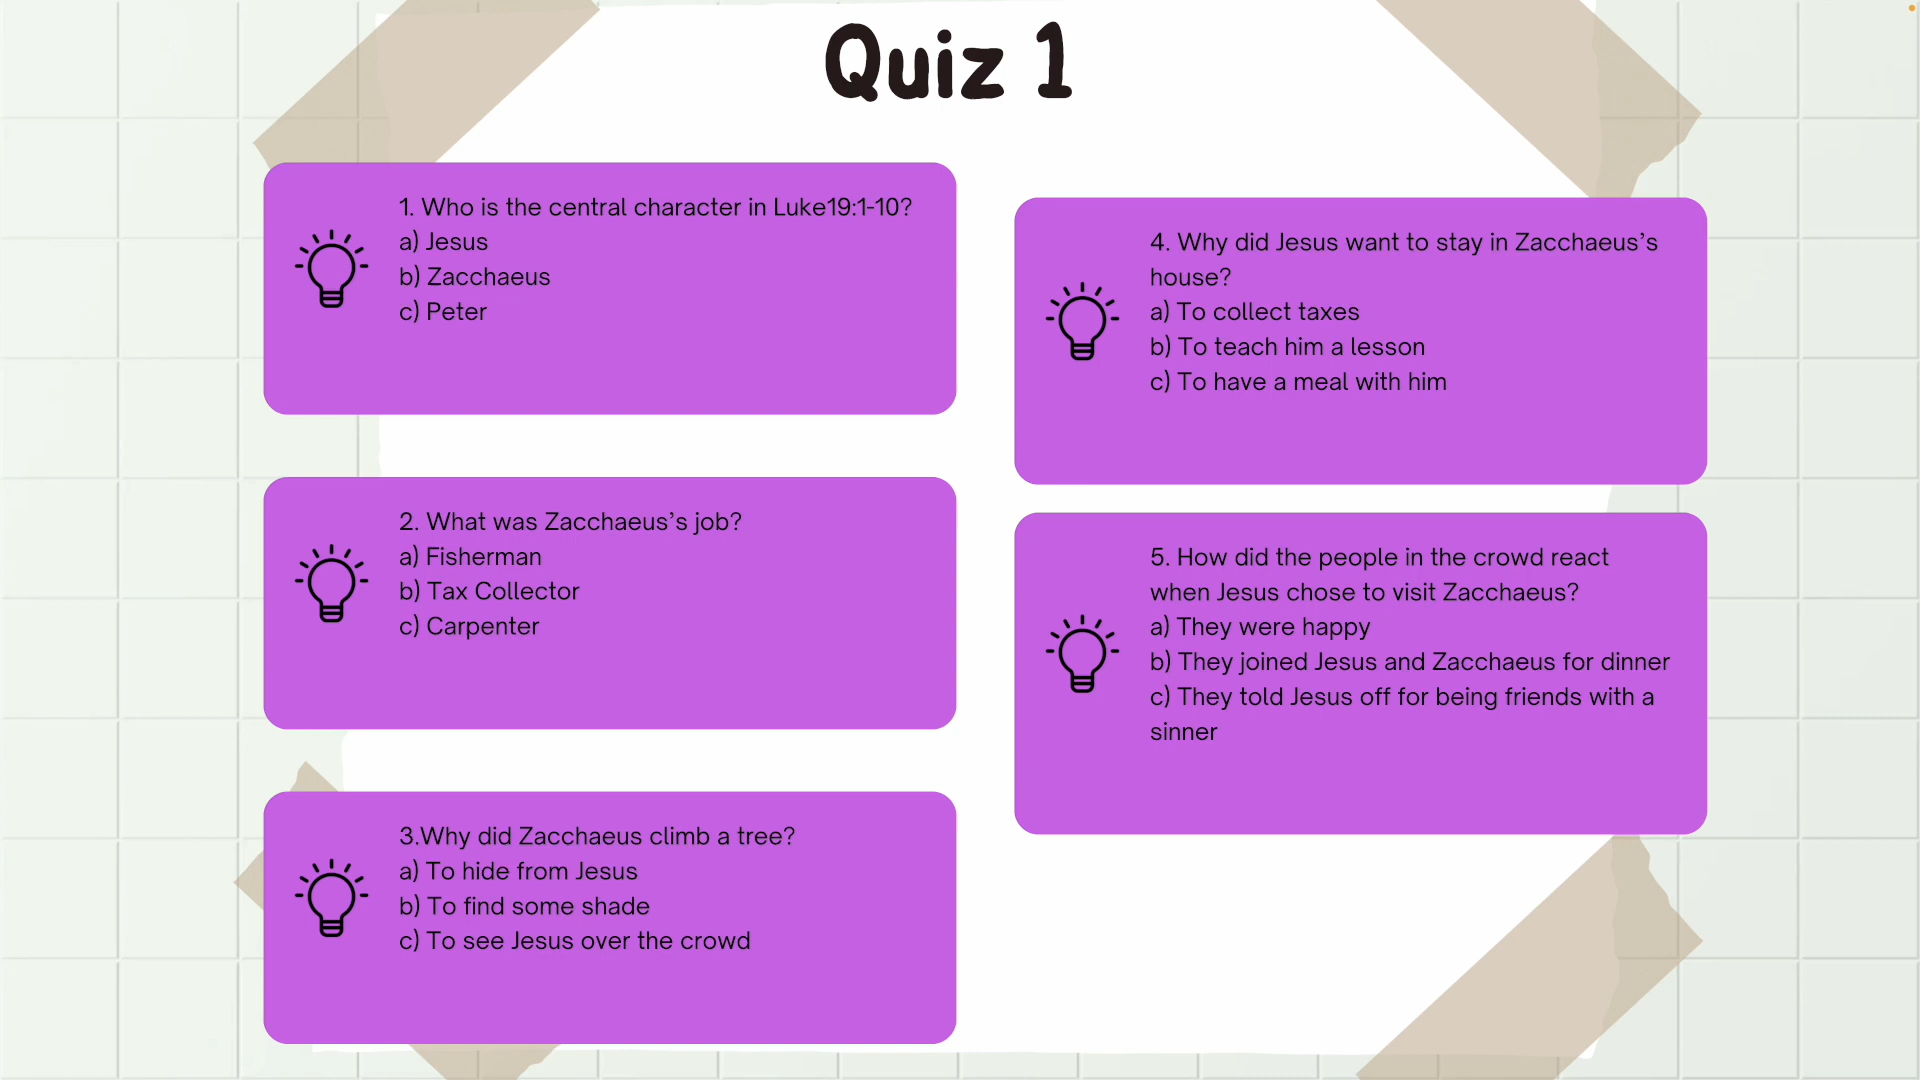 Quiz 1
1. Who is the central character in Luke19:1-10?
a) Jesus
b) Zacchaeus
c) Peter
2. What was Zacchaeus’s job?
a) Fisherman
b) Tax Collector
c) Carpenter
3.Why did Zacchaeus climb a tree?
a) To hide from Jesus
b) To find some shade
c) To see Jesus over the crowd
4. Why did Jesus want to stay in Zacchaeus’s
house?
a) To collect taxes
b) To teach him a lesson
c) To have a meal with him
5. How did the people in the crowd react
when Jesus chose to visit Zacchaeus?
a) They were happy
b) They joined Jesus and Zacchaeus for dinner
c) They told Jesus off for being friends with a
sinner